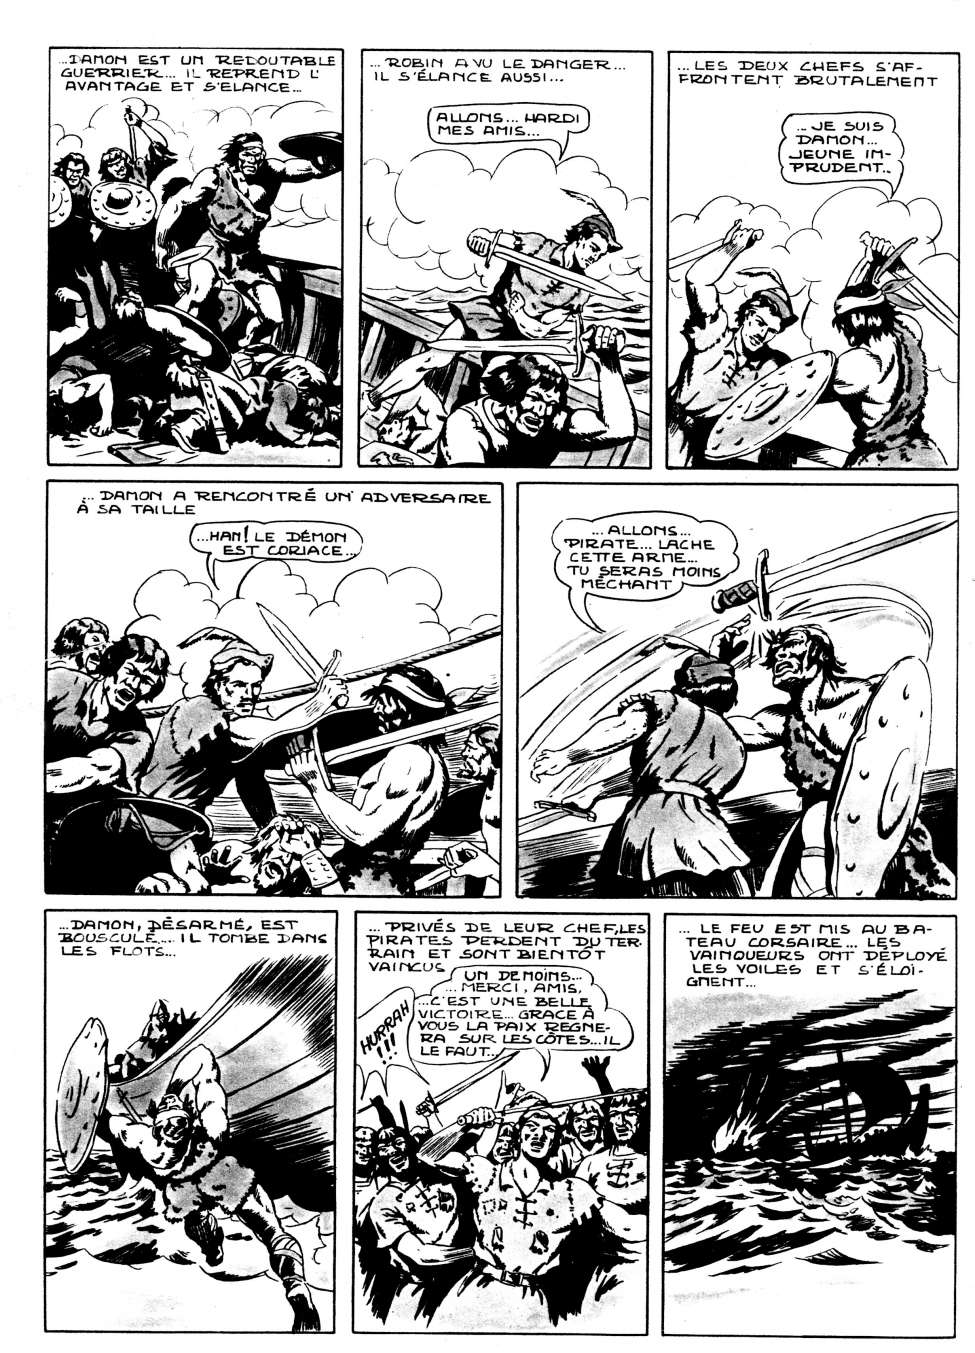 ...DAMON EST UN REDOUTABLE
GUERRIER... IL REPREND L'
AVANTAGE ET S'ELANCE...
...ROBIN A VU LE DANGER...
IL S'ÉLANCE AUSSI...
ALLONS... HARDI
MES AMIS...
...LES DEUX CHEFS S'AF-
FRONTENT BRUTALEMENT
...JE SUIS
DAMON...
JEUNE IM-
PRUDENT..
... DAMON A RENCONTRÉ UN ADVERSAIRE
À SA TAILLE
...HAN! LE DÉMON
EST CORIACE...
... ALLONS...
PIRATE... LACHE
CETTE ARME...
TU SERAS MOINS
MÉCHANT
...DAMON, DÉSARMÉ, EST
BOUSCULÉ... IL TOMBE DANS
LES FLOTS...
...PRIVÉS DE LEUR CHEF, LES
PIRATES PERDENT DU TER-
RAIN ET SONT BIENTÔT
VAINCUS
HURRAH
!!!
UN DEMOINS...
... MERCI, AMIS,
...C'EST UNE BELLE
VICTOIRE... GRACE À
VOUS LA PAIX REGNE-
RA SUR LES CÔTES...IL
LE FAUT...
... LE FEU EST MIS AU BA-
TEAU CORSAIRE... LES
VAINQUEURS ONT DÉPLOYÉ
LES VOILES ET S'ÉLOI-
GNENT...